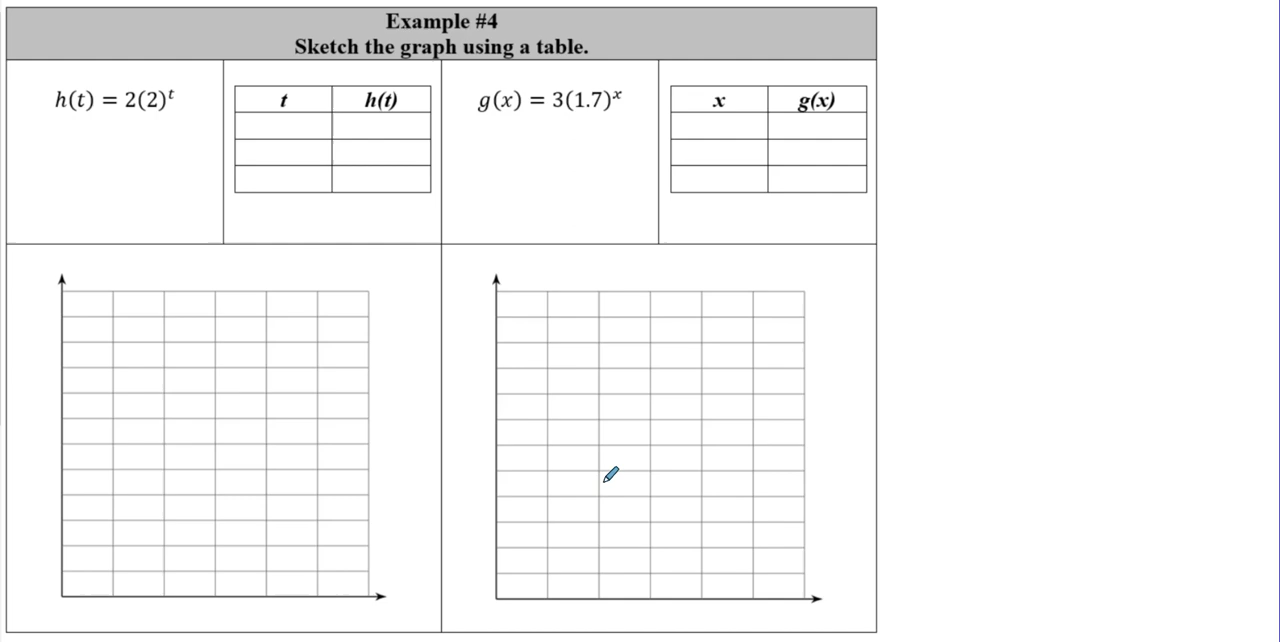 Example #4
Sketch the graph using a table.
h(t) = 2(2)^t
t h(t)
g(x) = 3(1.7)^x
x g(x)